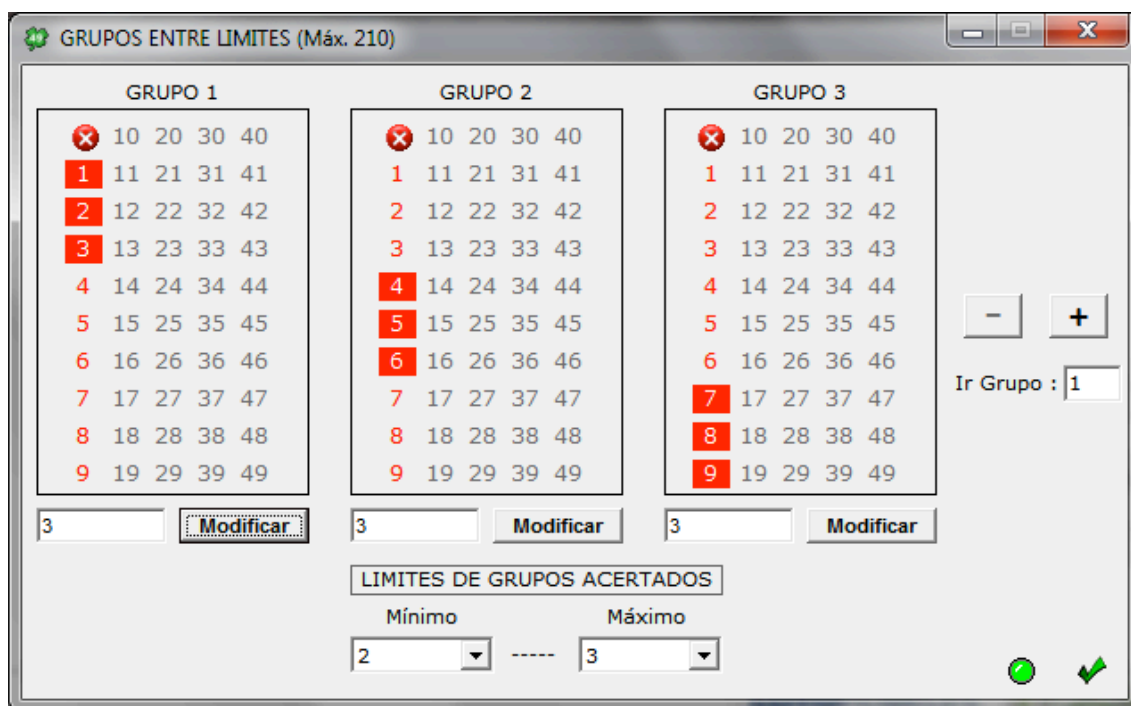 GRUPOS ENTRE LIMITES (Máx. 210)
GRUPO 1 GRUPO 2 GRUPO 3
10 20 30 40 10 20 30 40 10 20 30 40
1 11 21 31 41 1 11 21 31 41 1 11 21 31 41
2 12 22 32 42 2 12 22 32 42 2 12 22 32 42
3 13 23 33 43 3 13 23 33 43 3 13 23 33 43
4 14 24 34 44 4 14 24 34 44 4 14 24 34 44
5 15 25 35 45 5 15 25 35 45 5 15 25 35 45
6 16 26 36 46 6 16 26 36 46 6 16 26 36 46
7 17 27 37 47 7 17 27 37 47 7 17 27 37 47
8 18 28 38 48 8 18 28 38 48 8 18 28 38 48
9 19 29 39 49 9 19 29 39 49 9 19 29 39 49
- +
Ir Grupo : 1
3 Modificar 3 Modificar 3 Modificar
LIMITES DE GRUPOS ACERTADOS
Mínimo Máximo
2 ----- 3